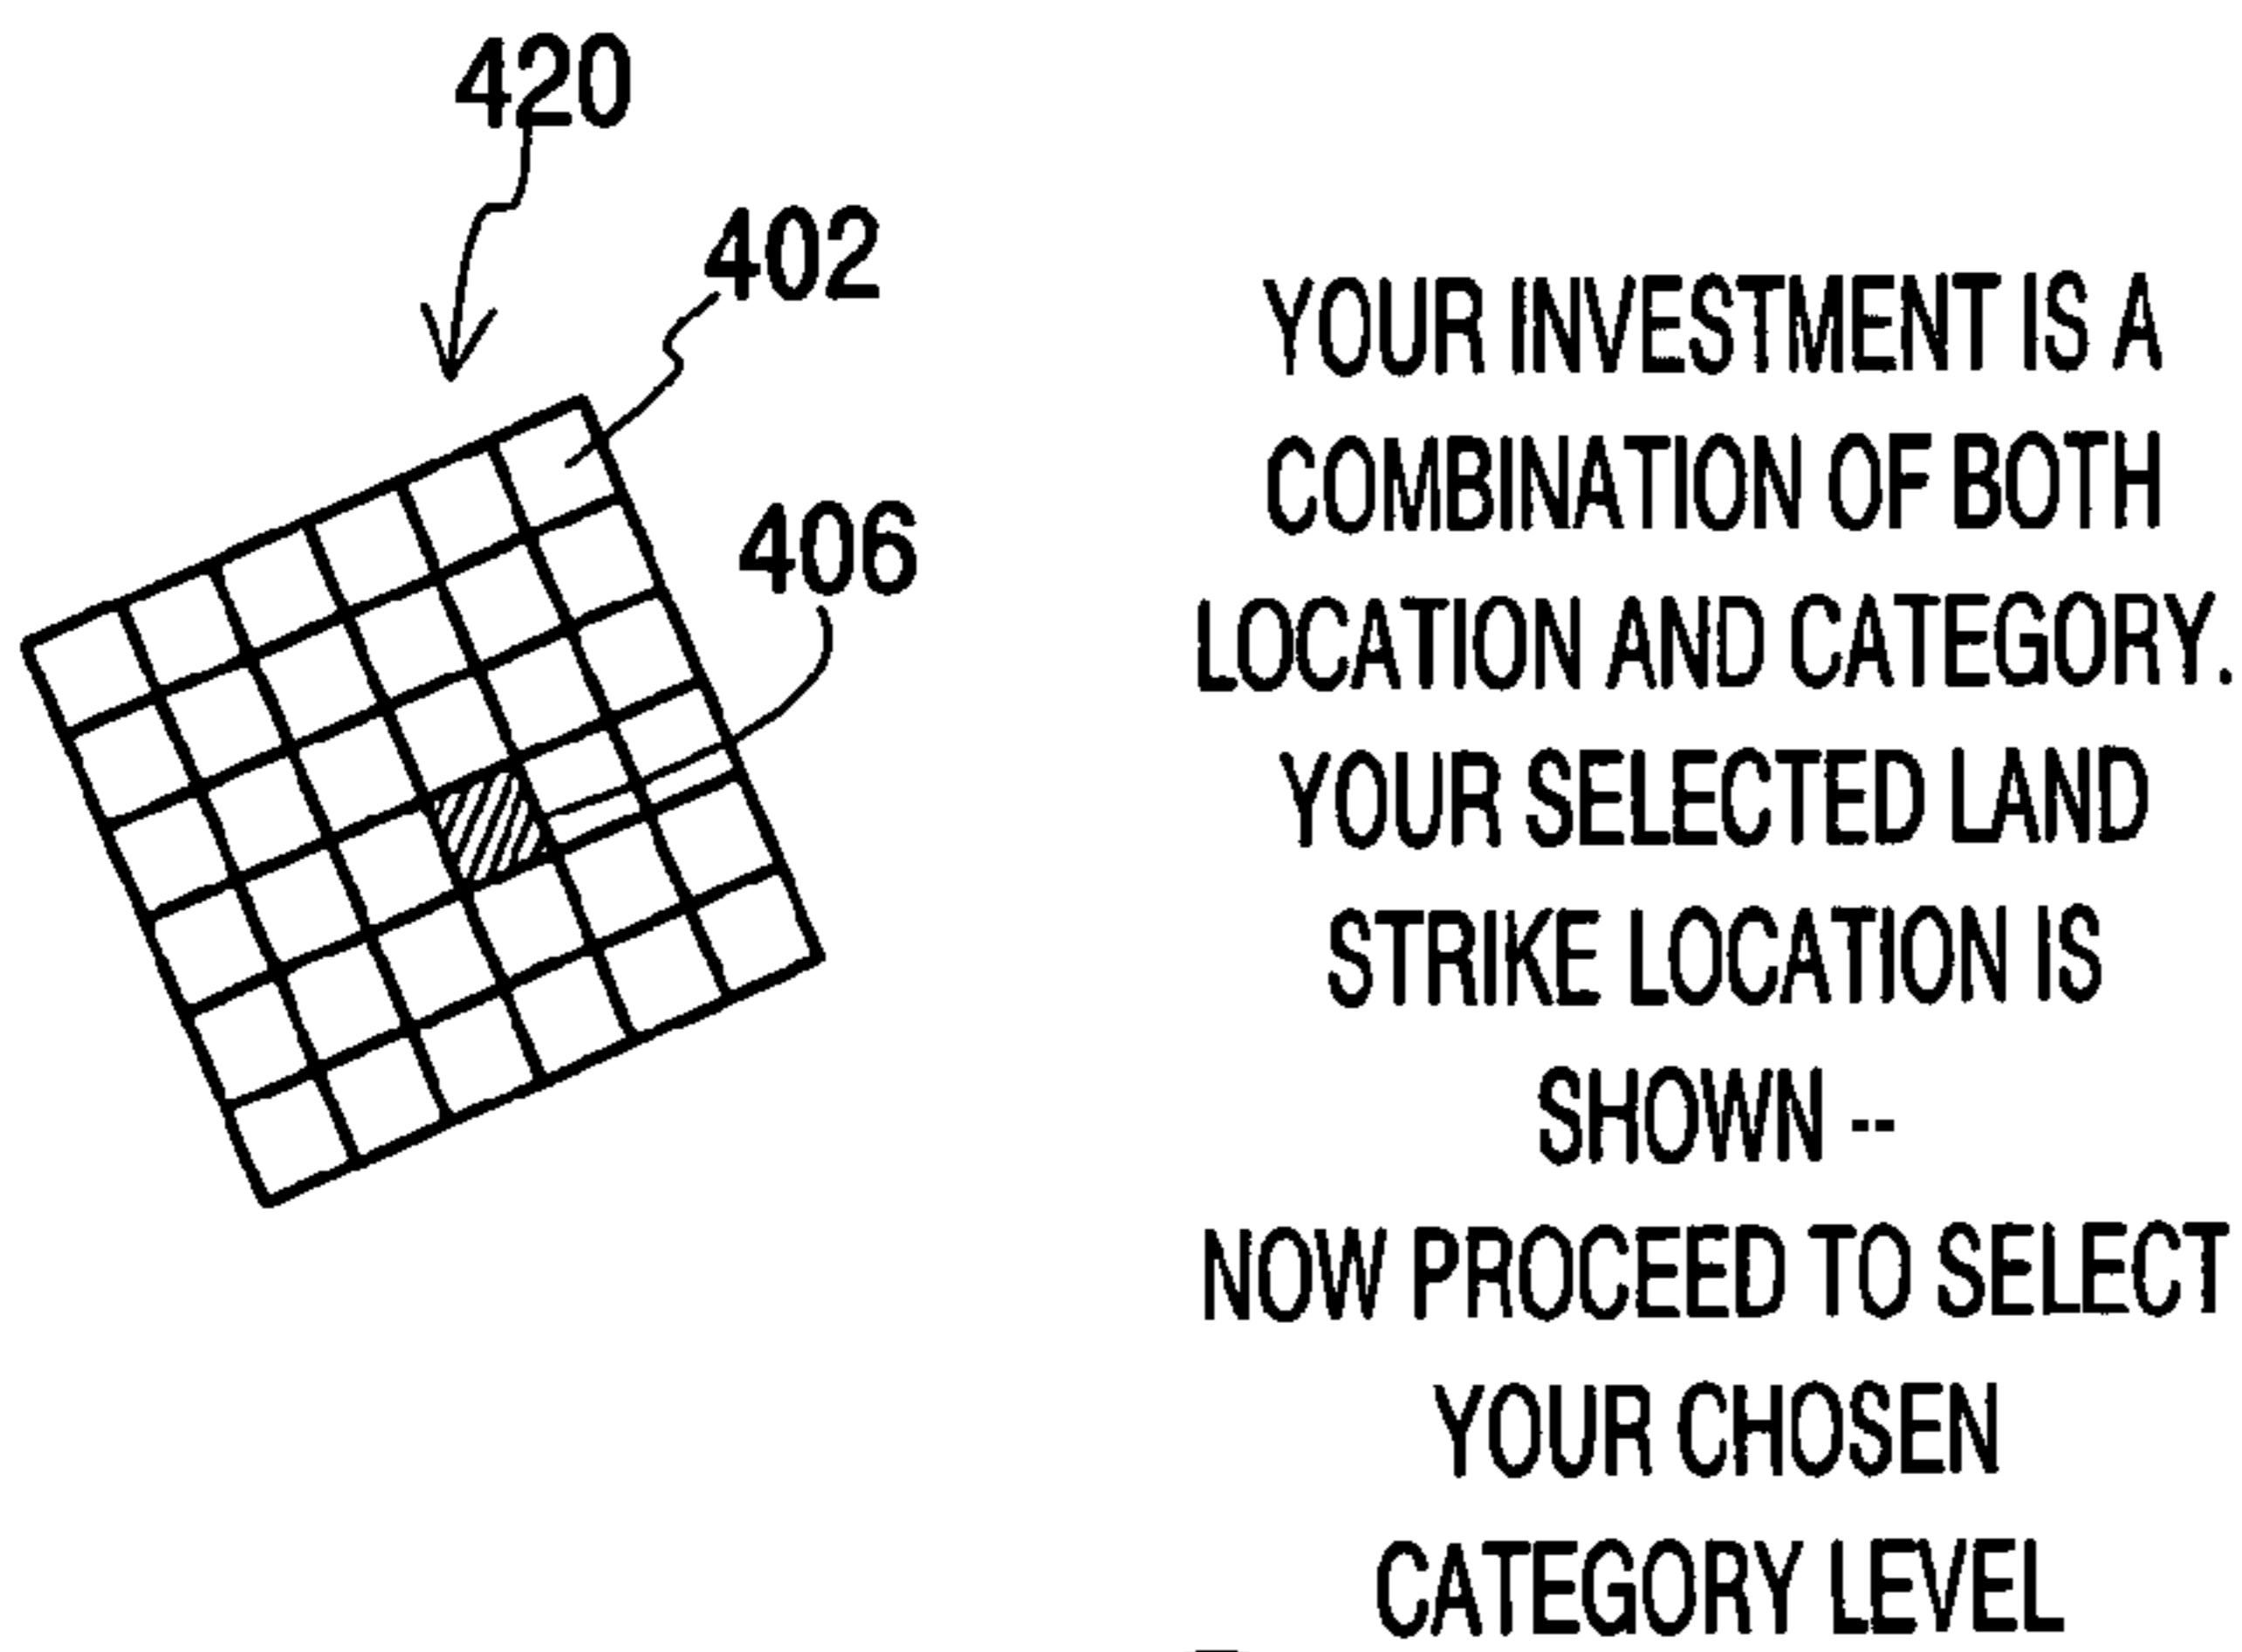 420
402
406
YOUR INVESTMENT IS A
COMBINATION OF BOTH
LOCATION AND CATEGORY.
YOUR SELECTED LAND
STRIKE LOCATION IS
SHOWN --
NOW PROCEED TO SELECT
YOUR CHOSEN
CATEGORY LEVEL